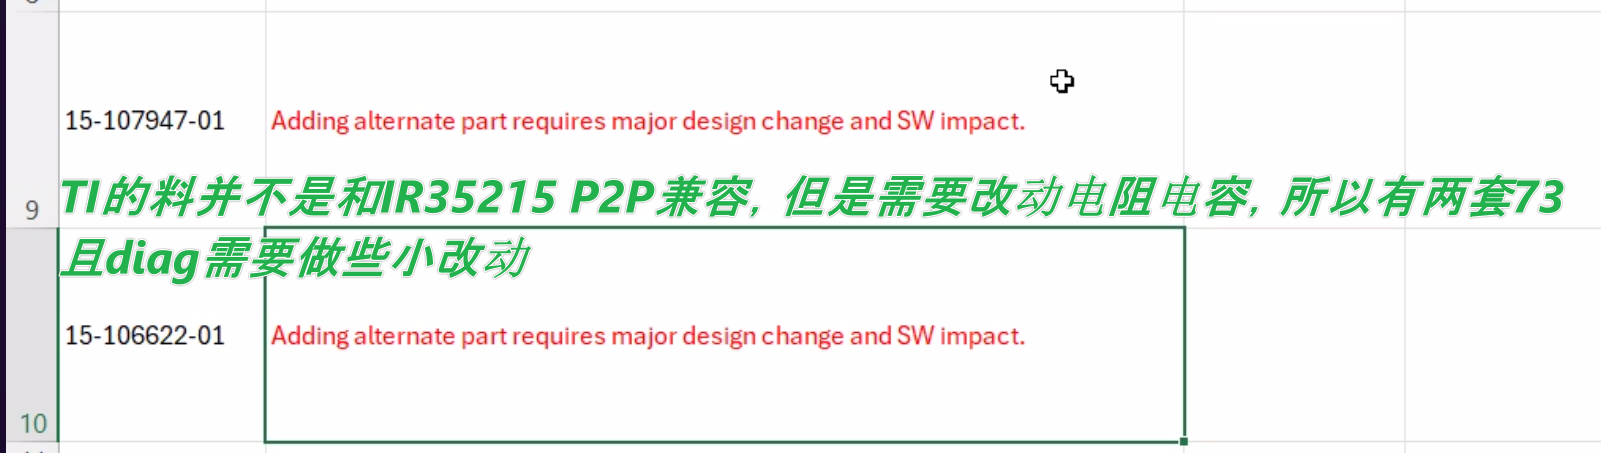 15-107947-01 Adding alternate part requires major design change and SW impact.
9
TI的料并不是和IR35215 P2P兼容, 但是需要改动电阻电容, 所以有两套73
且diag需要做些小改动
15-106622-01 Adding alternate part requires major design change and SW impact.
10